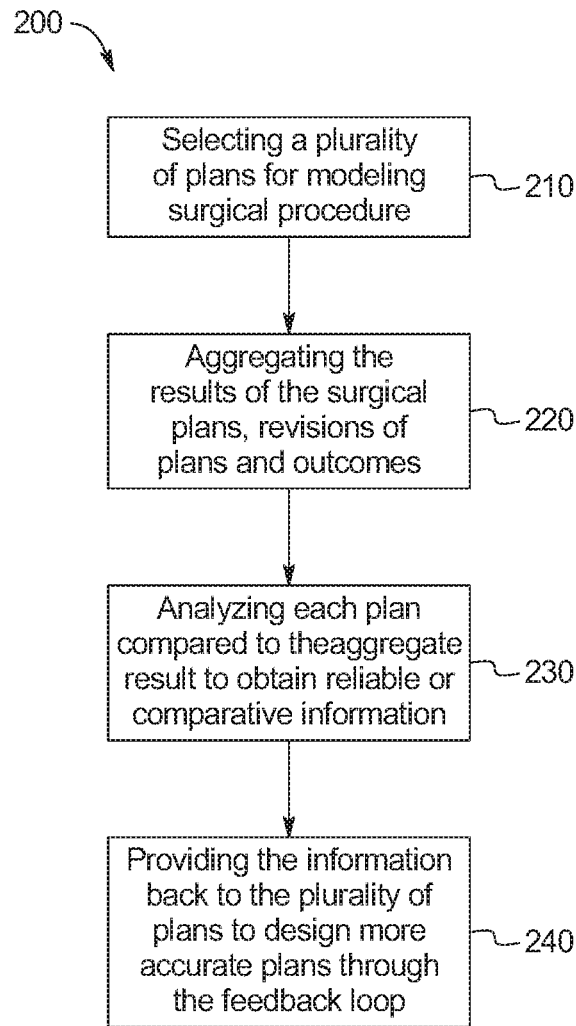 200
Selecting a plurality
of plans for modeling
surgical procedure
210
Aggregating the
results of the surgical
plans, revisions of
plans and outcomes
220
Analyzing each plan
compared to theaggregate
result to obtain reliable or
comparative information
230
Providing the information
back to the plurality of
plans to design more
accurate plans through
the feedback loop
240